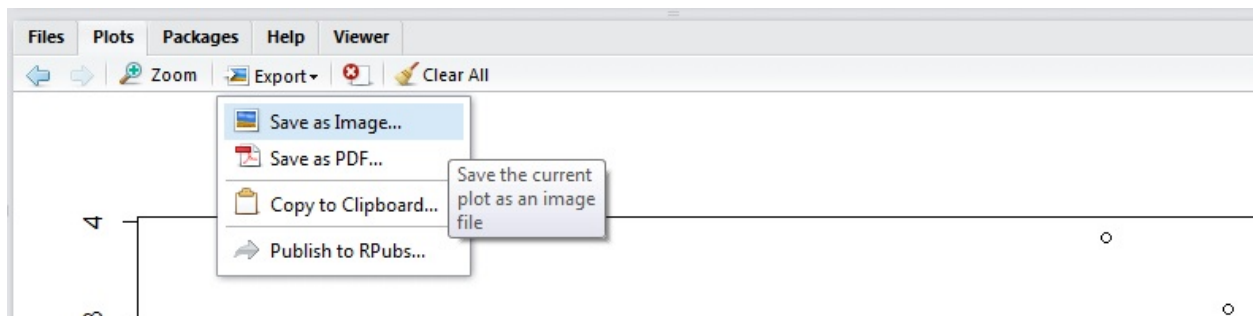 Files Plots Packages Help Viewer
Zoom Export Clear All
Save as Image...
Save as PDF...
Save the current
plot as an image
file
Copy to Clipboard...
Publish to RPubs...
4